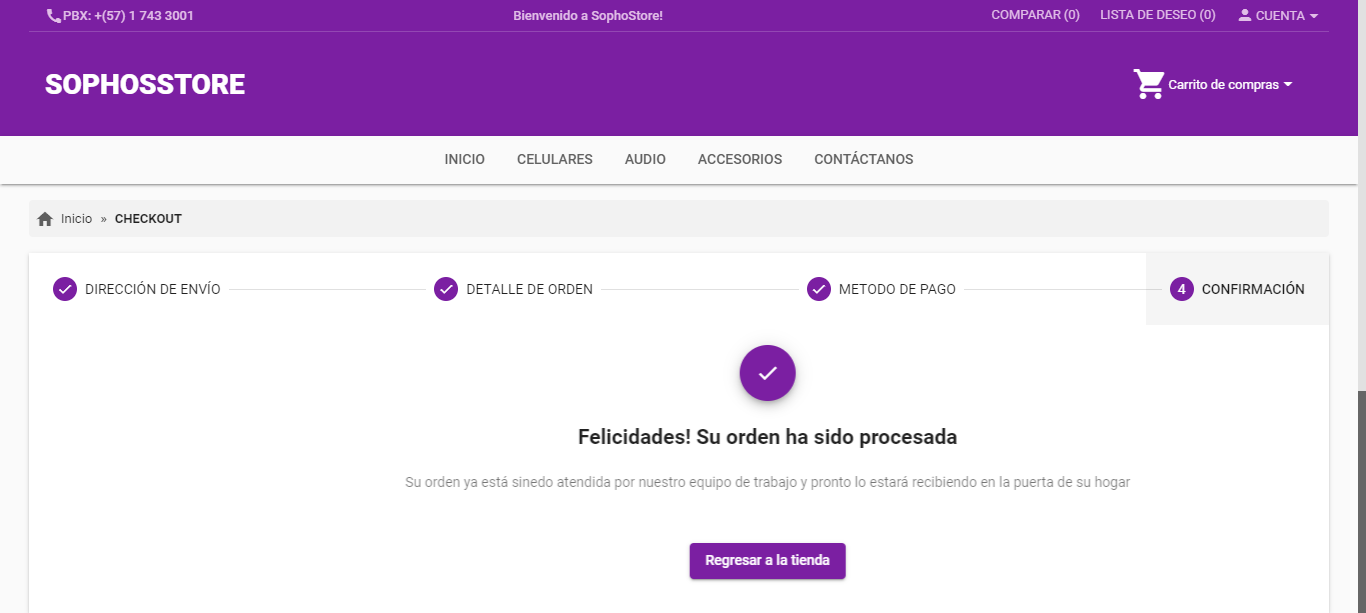 PBX: +(57) 1 743 3001
Bienvenido a SophoStore!
COMPARAR (0) LISTA DE DESEO (0) CUENTA
SOPHOSSTORE
Carrito de compras
INICIO CELULARES AUDIO ACCESORIOS CONTÁCTANOS
Inicio » CHECKOUT
DIRECCIÓN DE ENVÍO DETALLE DE ORDEN METODO DE PAGO 4 CONFIRMACIÓN
Felicidades! Su orden ha sido procesada
Su orden ya está sinedo atendida por nuestro equipo de trabajo y pronto lo estará recibiendo en la puerta de su hogar
Regresar a la tienda